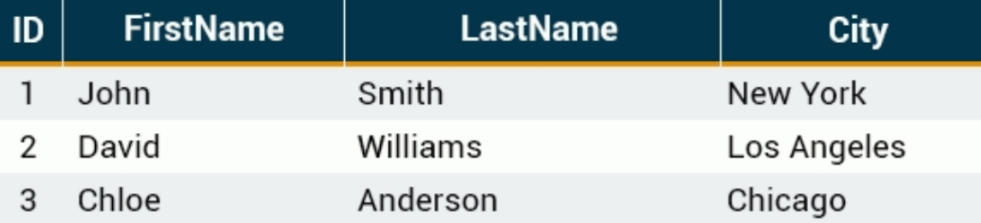 ID FirstName LastName City
1 John Smith New York
2 David Williams Los Angeles
3 Chloe Anderson Chicago